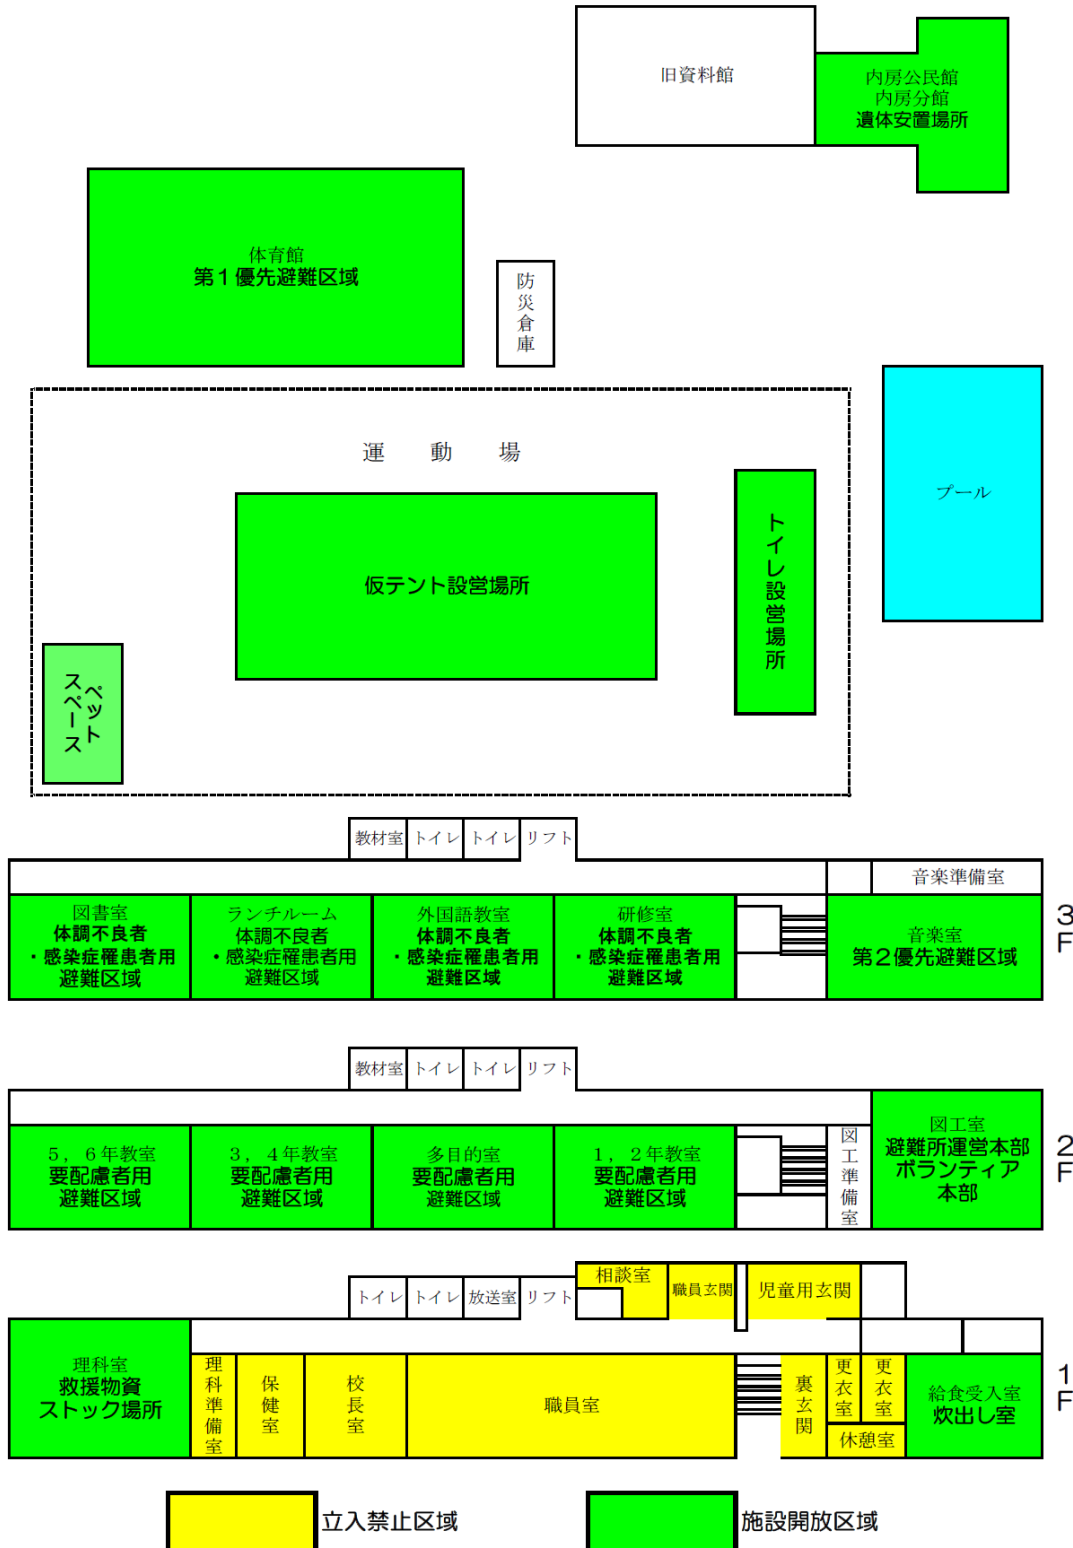 旧資料館
内房公民館
内房分館
遺体安置場所
体育館
第1優先避難区域
防災倉庫
運動場
プール
仮テント設営場所
トイレ設営場所
ペット
スペース
教材室
トイレ
トイレ
リフト
音楽準備室
3F
図書室
体調不良者
・感染症罹患者用
避難区域
ランチルーム
体調不良者
・感染症罹患者用
避難区域
外国語教室
体調不良者
・感染症罹患者用
避難区域
研修室
体調不良者
・感染症罹患者用
避難区域
音楽室
第2優先避難区域
教材室
トイレ
トイレ
リフト
2F
5，6年教室
要配慮者用
避難区域
3，4年教室
要配慮者用
避難区域
多目的室
要配慮者用
避難区域
1，2年教室
要配慮者用
避難区域
図工準備室
図工室
避難所運営本部
ボランティア
本部
トイレ
トイレ
放送室
リフト
相談室
職員玄関
児童用玄関
1F
理科室
救援物資
ストック場所
理科準備室
保健室
校長室
職員室
裏玄関
更衣室
更衣室
休憩室
給食受入室
炊出し室
立入禁止区域
施設開放区域